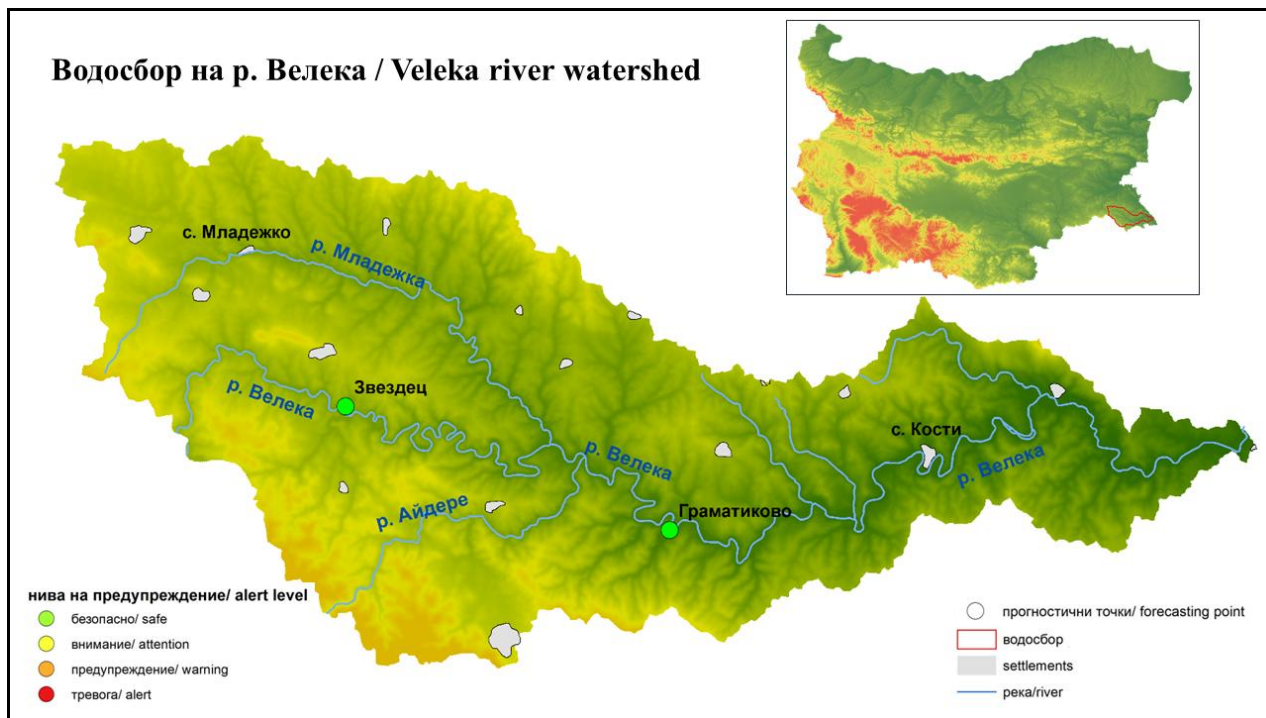 Водосбор на р. Велека / Veleka river watershed
с. Младежко
р. Младежка
Звездец
р. Велека
р. Велека
с. Кости
р. Велека
р. Айдере
Граматиково
нива на предупреждение/ alert level
безопасно/ safe
внимание/ attention
предупреждение/ warning
тревога/ alert
прогностични точки/ forecasting point
водосбор
settlements
река/river